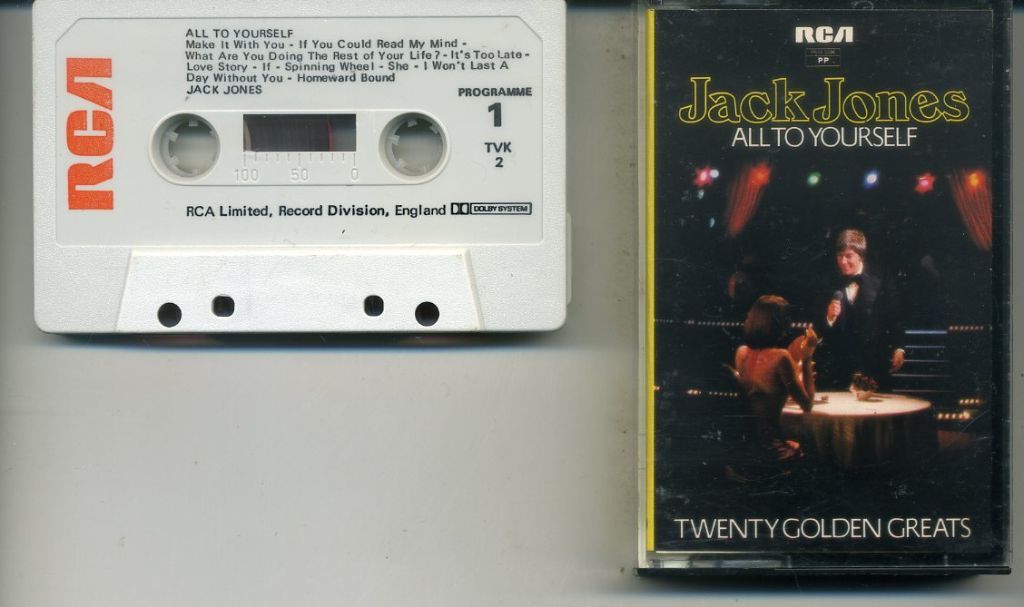 RCA
ALL TO YOURSELF
Make It With You - If You Could Read My Mind -
What Are You Doing The Rest of Your Life? - It's Too Late -
Love Story - If - Spinning Wheel - She - I Won't Last A
Day Without You - Homeward Bound
JACK JONES
PROGRAMME
1
TVK
2
100 50 0
RCA Limited, Record Division, England DOLBY SYSTEM
RCA
PP
Jack Jones
ALL TO YOURSELF
TWENTY GOLDEN GREATS